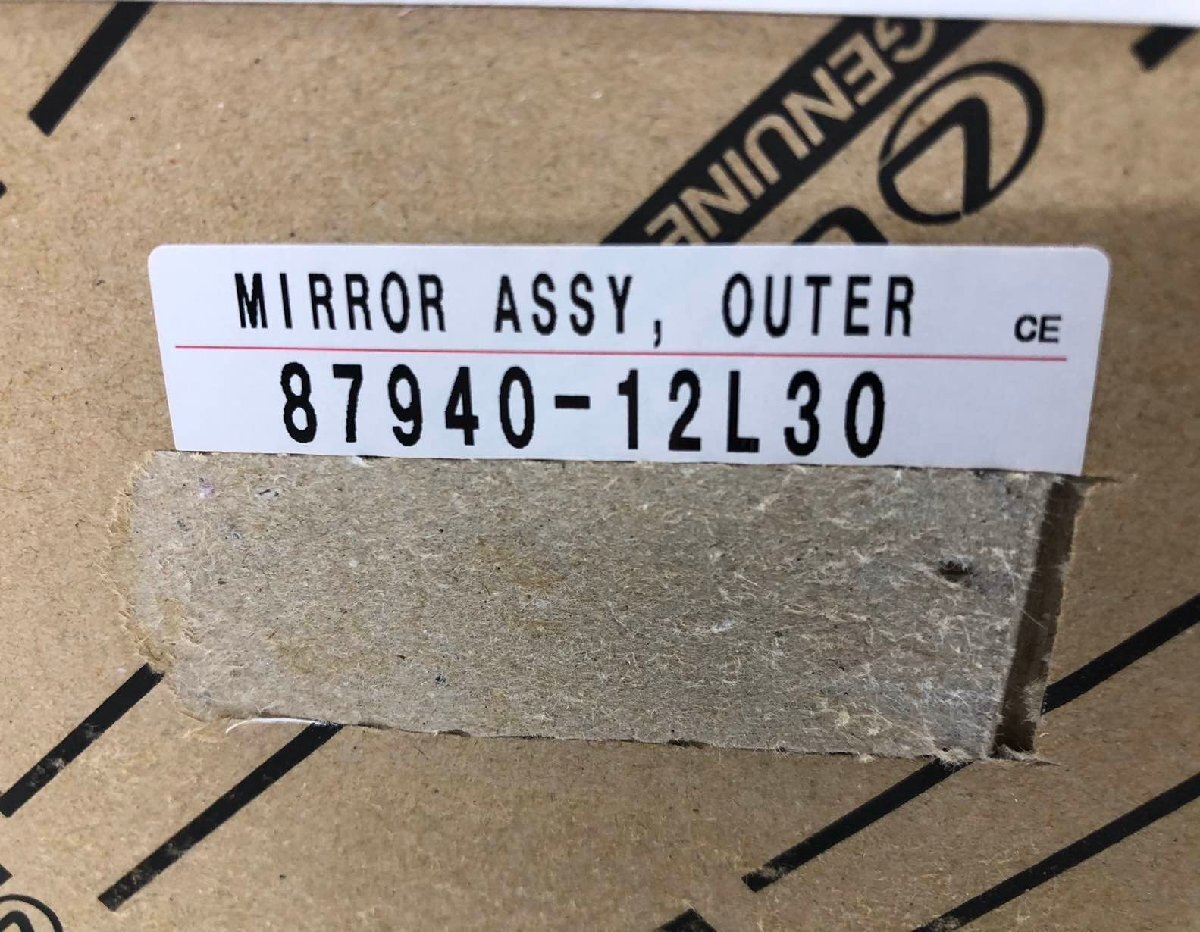 GENUINE
MIRROR ASSY, OUTER
CE
87940-12L30